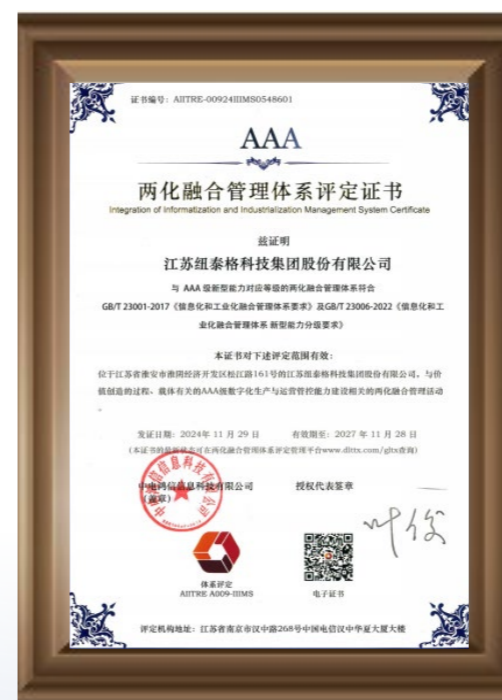 证书编号：AIITRE-00924IIIMS0548601
AAA
两化融合管理体系评定证书
Integration of Informatization and Industrialization Management System Certificate
兹证明
江苏纽泰格科技集团股份有限公司
与 AAA 级新型能力对应等级的两化融合管理体系符合
GB/T 23001-2017《信息化和工业化融合管理体系要求》及GB/T 23006-2022《信息化和工
业化融合管理体系 新型能力分级要求》
本证书对下述评定范围有效：
位于江苏省淮安市淮阴经济开发区松江路161号的江苏纽泰格科技集团股份有限公司，与价
值创造的过程、载体有关的AAA级数字化生产与运营管控能力建设相关的两化融合管理活动
。
发证日期：2024年 11 月 29 日 有效期至：2027 年 11 月 28 日
(本证书的最新状态可在两化融合管理体系评定管理平台www.dlttx.com/gltx查询)
中电鸿信信息科技有限公司 授权代表签章
(盖章)
叶俊
体系评定
AIITRE A009-IIIMS
电子证书
评定机构地址：江苏省南京市汉中路268号中国电信汉中华夏大厦大楼